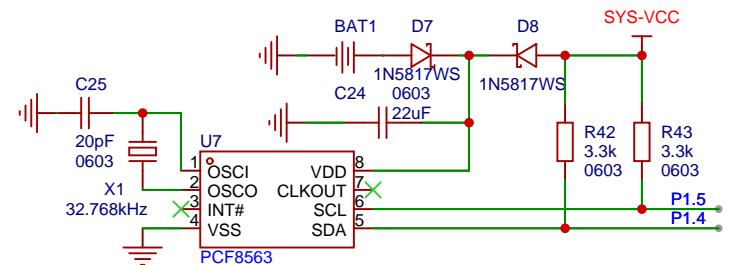 SYS-VCC
BAT1 D7 D8
1N5817WS 1N5817WS
0603
C25 C24 22uF
20pF
0603
U7
R42 R43
3.3k 3.3k
0603 0603
X1
32.768kHz
1 OSCI VDD 8
2 OSCO CLKOUT 7
3 INT# SCL 6 P1.5
4 VSS SDA 5 P1.4
PCF8563